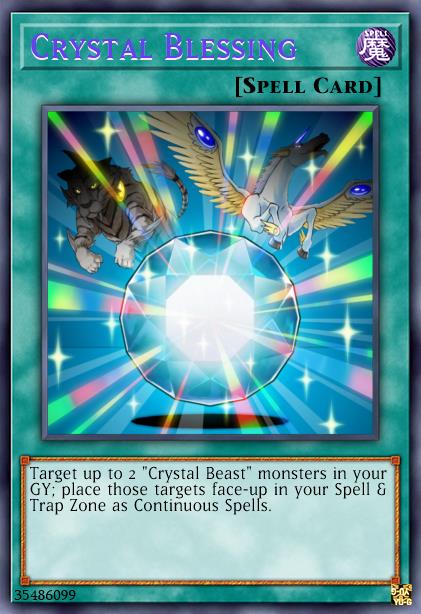 Crystal Blessing
SPELL
魔
[Spell Card]
Target up to 2 "Crystal Beast" monsters in your
GY; place those targets face-up in your Spell &
Trap Zone as Continuous Spells.
35486099